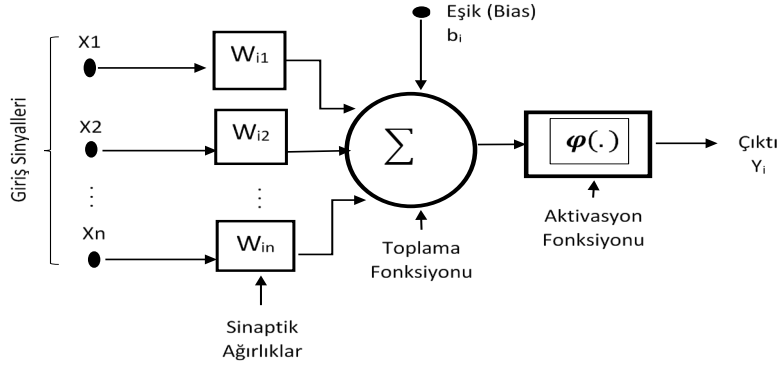 Giriş Sinyalleri
X1
X2
⋮
Xn
Wi1
Wi2
⋮
Win
Sinaptik
Ağırlıklar
Eşik (Bias)
bi
∑
Toplama
Fonksiyonu
φ(.)
Aktivasyon
Fonksiyonu
Çıktı
Yi